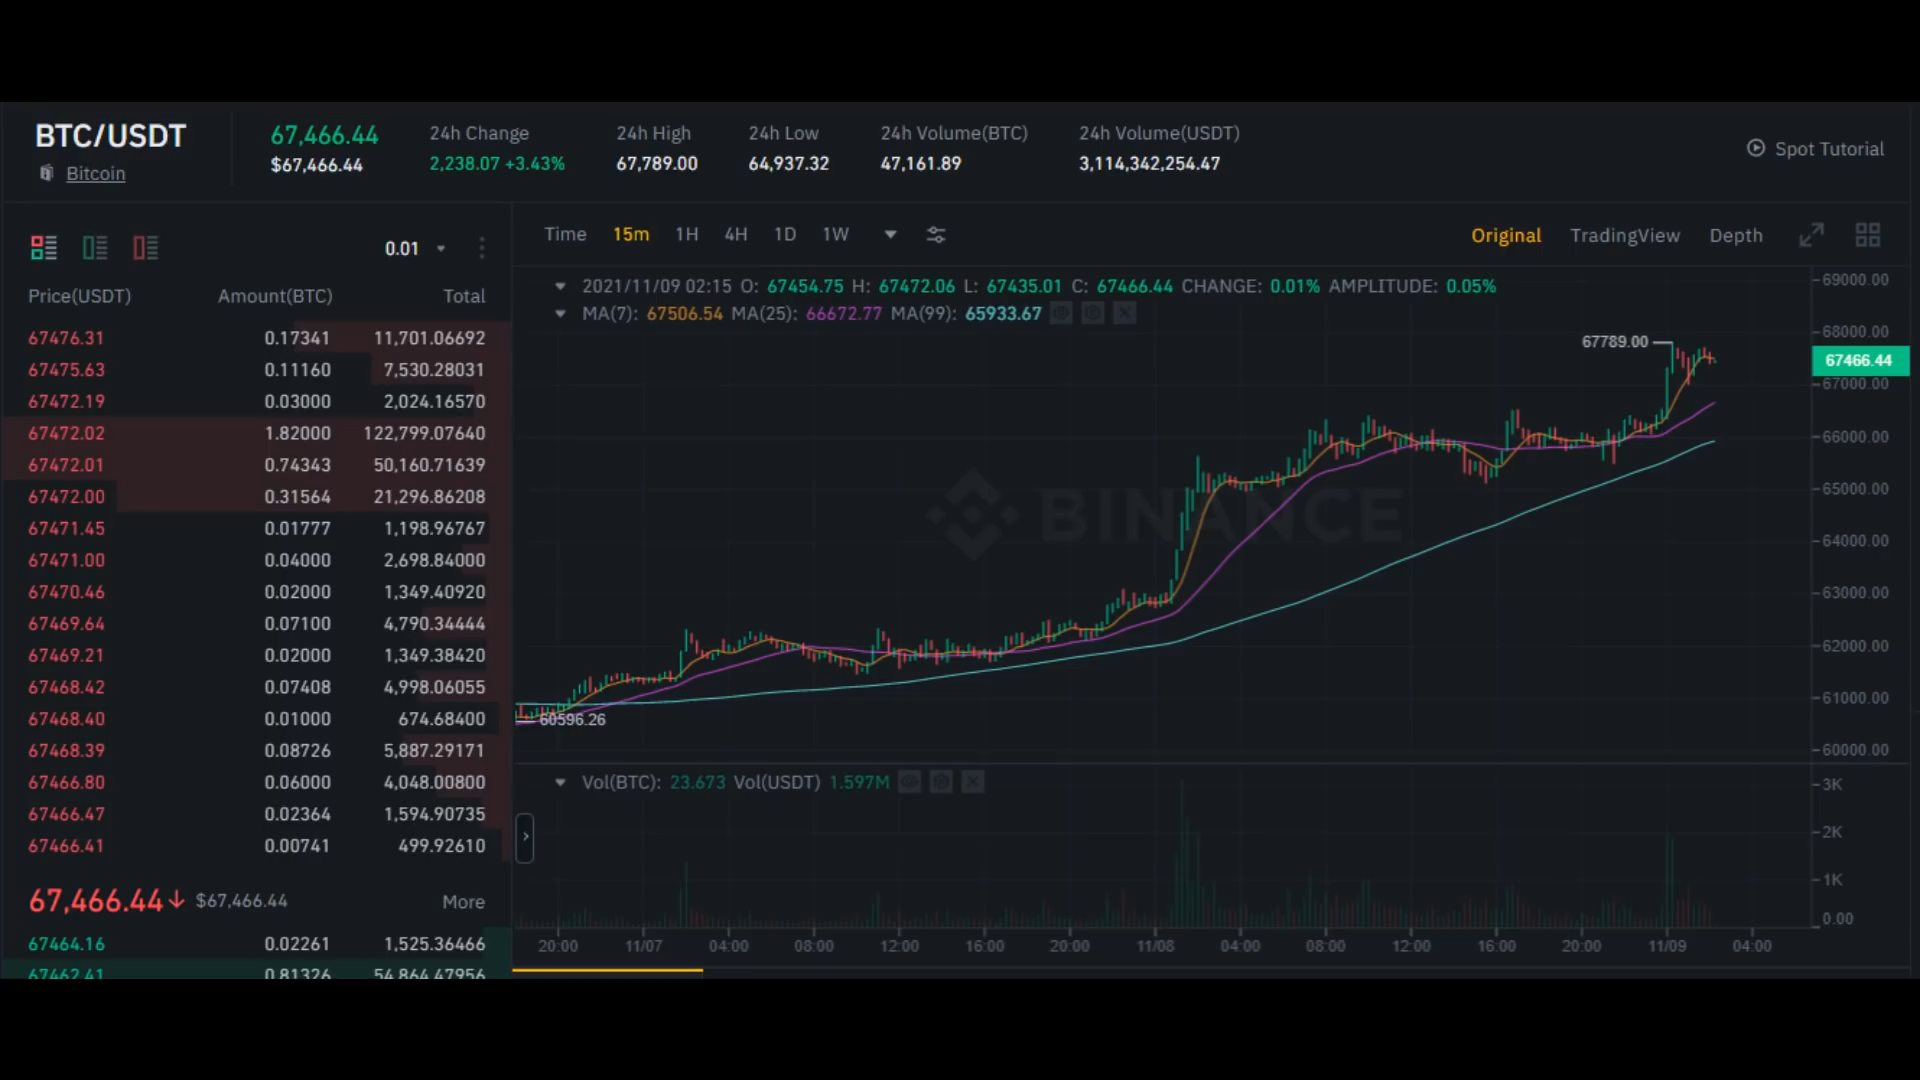 BTC/USDT
Bitcoin
67,466.44
$67,466.44
24h Change
2,238.07 +3.43%
24h High
67,789.00
24h Low
64,937.32
24h Volume(BTC)
47,161.89
24h Volume(USDT)
3,114,342,254.47
Spot Tutorial
0.01
Price(USDT) Amount(BTC) Total
67476.31 0.17341 11,701.06692
67475.63 0.11160 7,530.28031
67472.19 0.03000 2,024.16570
67472.02 1.82000 122,799.07640
67472.01 0.74343 50,160.71639
67472.00 0.31564 21,296.86208
67471.45 0.01777 1,198.96767
67471.00 0.04000 2,698.84000
67470.46 0.02000 1,349.40920
67469.64 0.07100 4,790.34444
67469.21 0.02000 1,349.38420
67468.42 0.07408 4,998.06055
67468.40 0.01000 674.68400
67468.39 0.08726 5,887.29171
67466.80 0.06000 4,048.00800
67466.47 0.02364 1,594.90735
67466.41 0.00741 499.92610
67,466.44↓ $67,466.44 More
67464.16 0.02261 1,525.36466
67462.41 0.81326 54,864.47956
Time 15m 1H 4H 1D 1W
Original TradingView Depth
2021/11/09 02:15 O: 67454.75 H: 67472.06 L: 67435.01 C: 67466.44 CHANGE: 0.01% AMPLITUDE: 0.05%
MA(7): 67506.54 MA(25): 66672.77 MA(99): 65933.67
67789.00
BINANCE
60596.26
69000.00
68000.00
67466.44
67000.00
66000.00
65000.00
64000.00
63000.00
62000.00
61000.00
60000.00
Vol(BTC): 23.673 Vol(USDT) 1.597M
3K
2K
1K
0.00
20:00 11/07 04:00 08:00 12:00 16:00 20:00 11/08 04:00 08:00 12:00 16:00 20:00 11/09 04:00